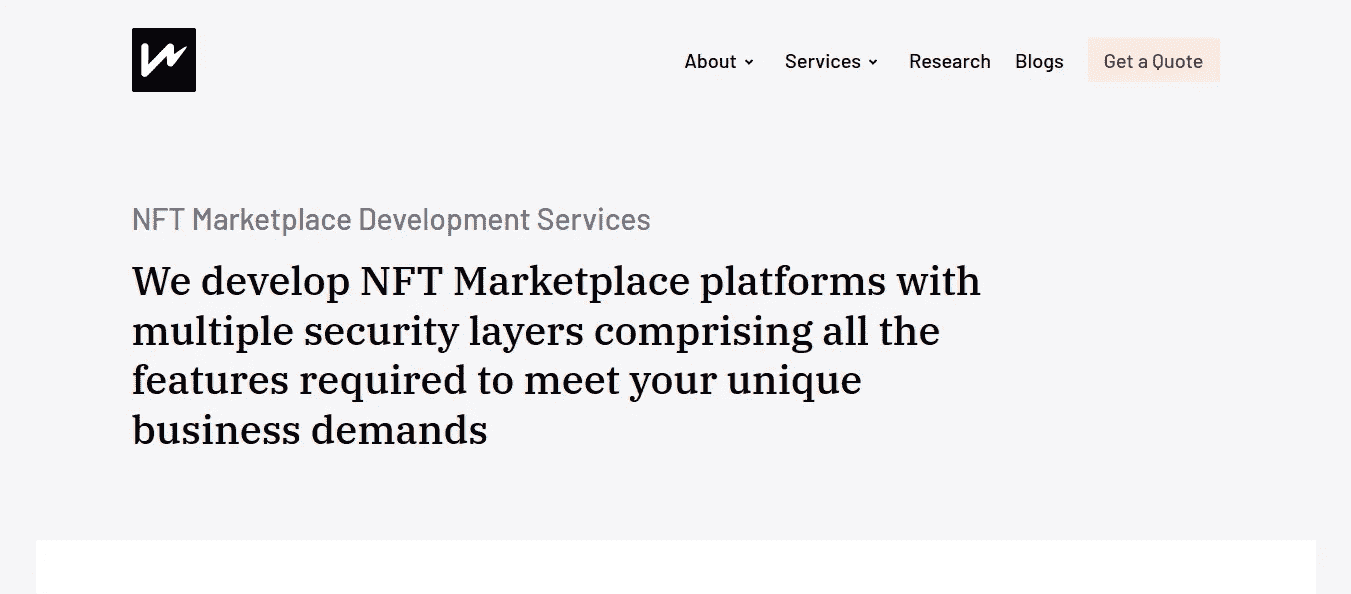 About
Services
Research
Blogs
Get a Quote
NFT Marketplace Development Services
We develop NFT Marketplace platforms with
multiple security layers comprising all the
features required to meet your unique
business demands